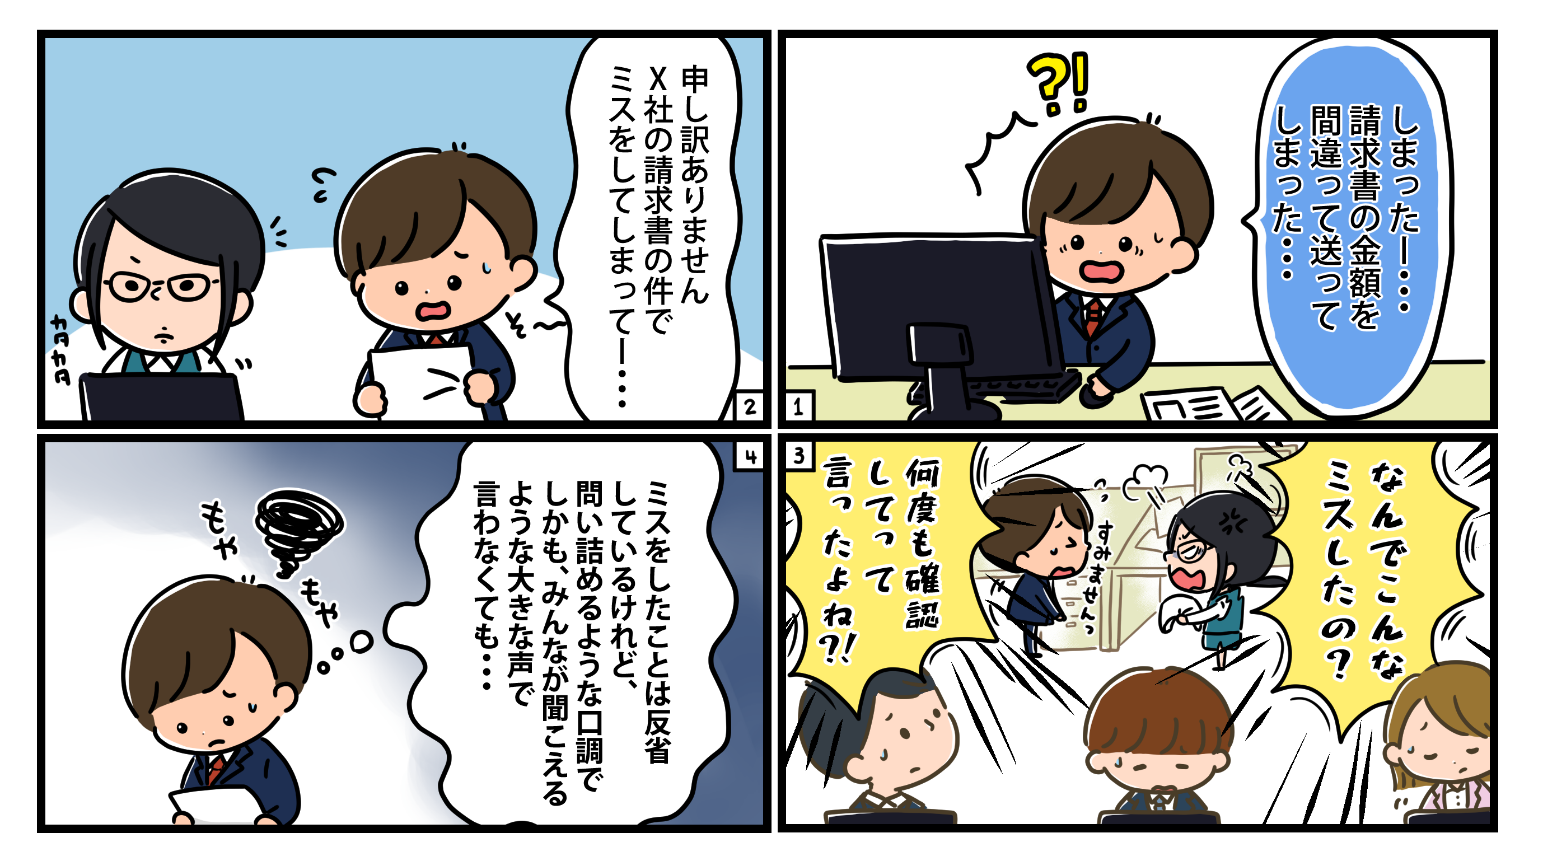 ?!
しまったー・・・
請求書の金額を
間違って送って
しまった・・・
1
申し訳ありません
X社の請求書の件で
ミスをしてしまってー・・・
そ〜
カタカタ
2
3
なんでこんな
ミスしたの?
すみませんっ
何度も確認
してって
言ったよね?!
4
ミスをしたことは反省
しているけれど、
問い詰めるような口調で
しかも、みんなが聞こえる
ような大きな声で
言わなくても・・・
もや
もや